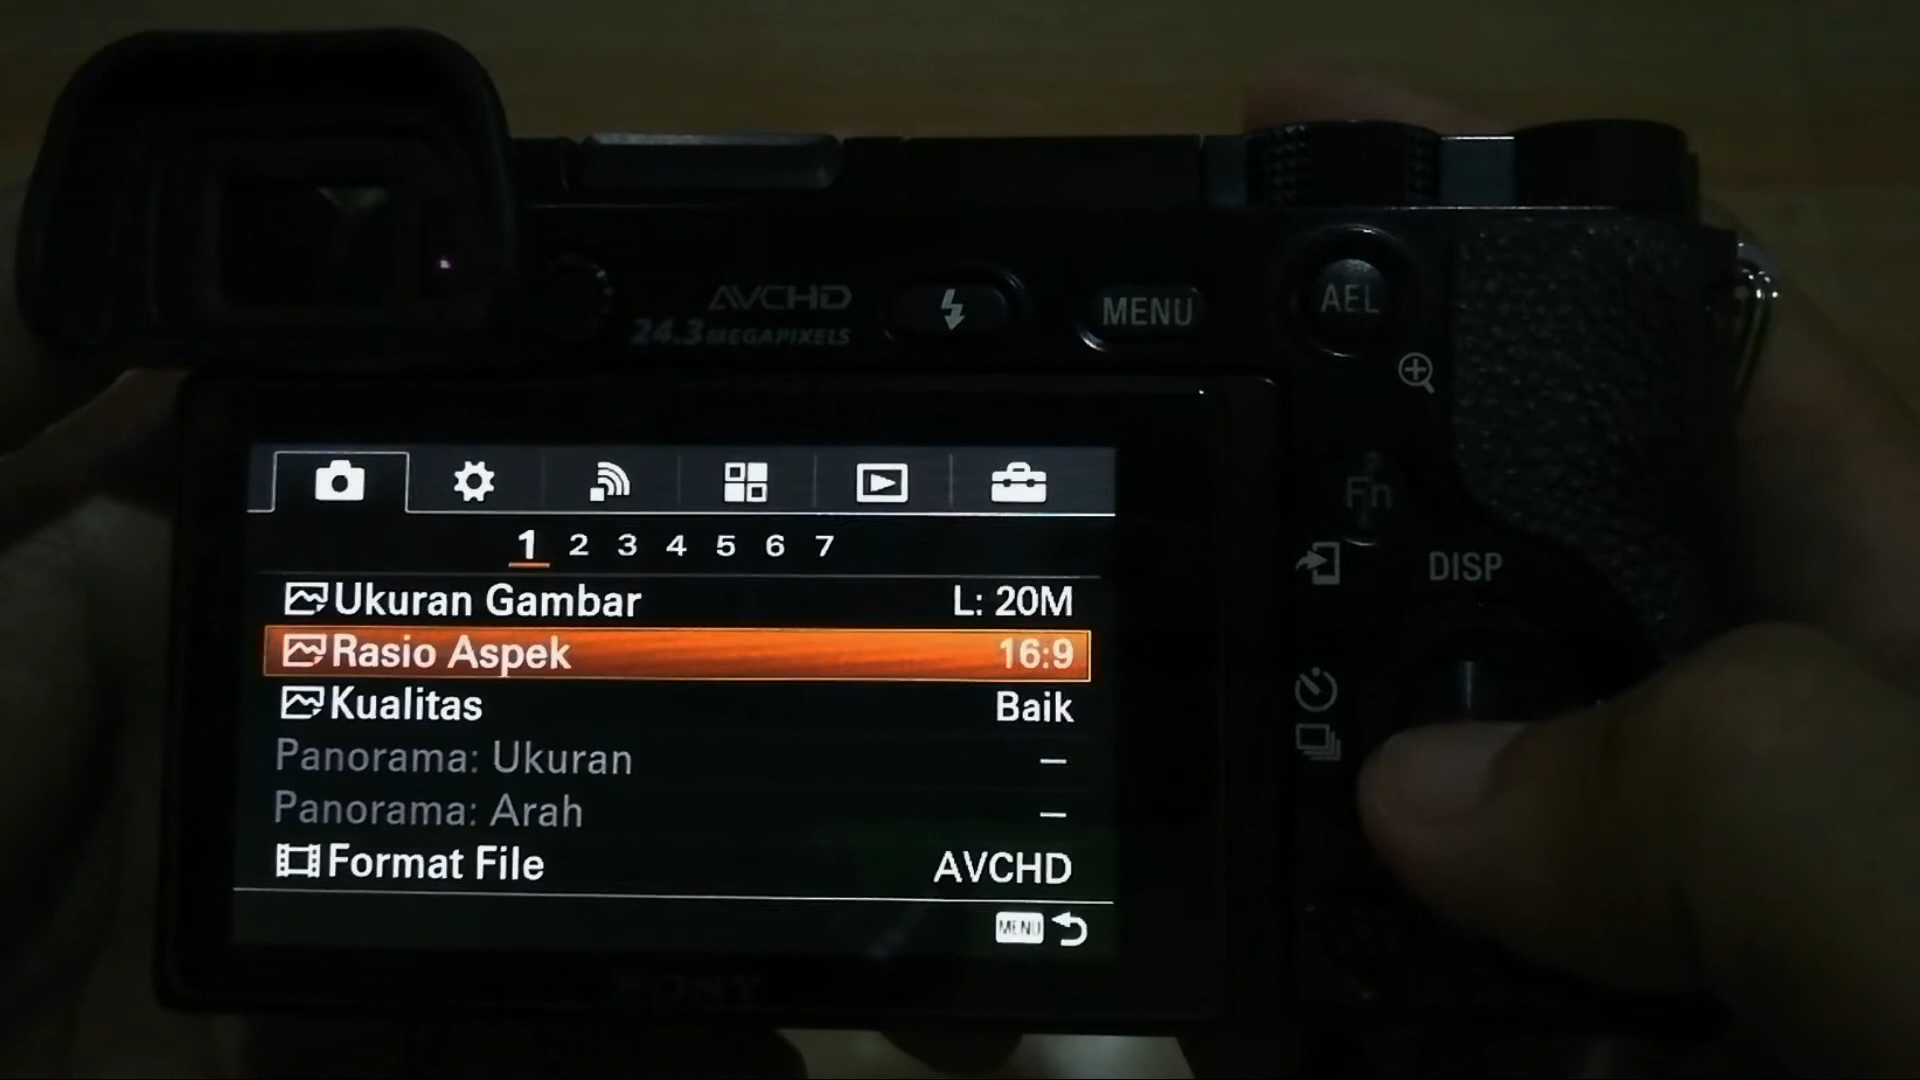 AVCHD
24.3 MEGAPIXELS
MENU
AEL
Fn
DISP
1 2 3 4 5 6 7
Ukuran Gambar L: 20M
Rasio Aspek 16:9
Kualitas Baik
Panorama: Ukuran –
Panorama: Arah –
Format File AVCHD
MENU
SONY